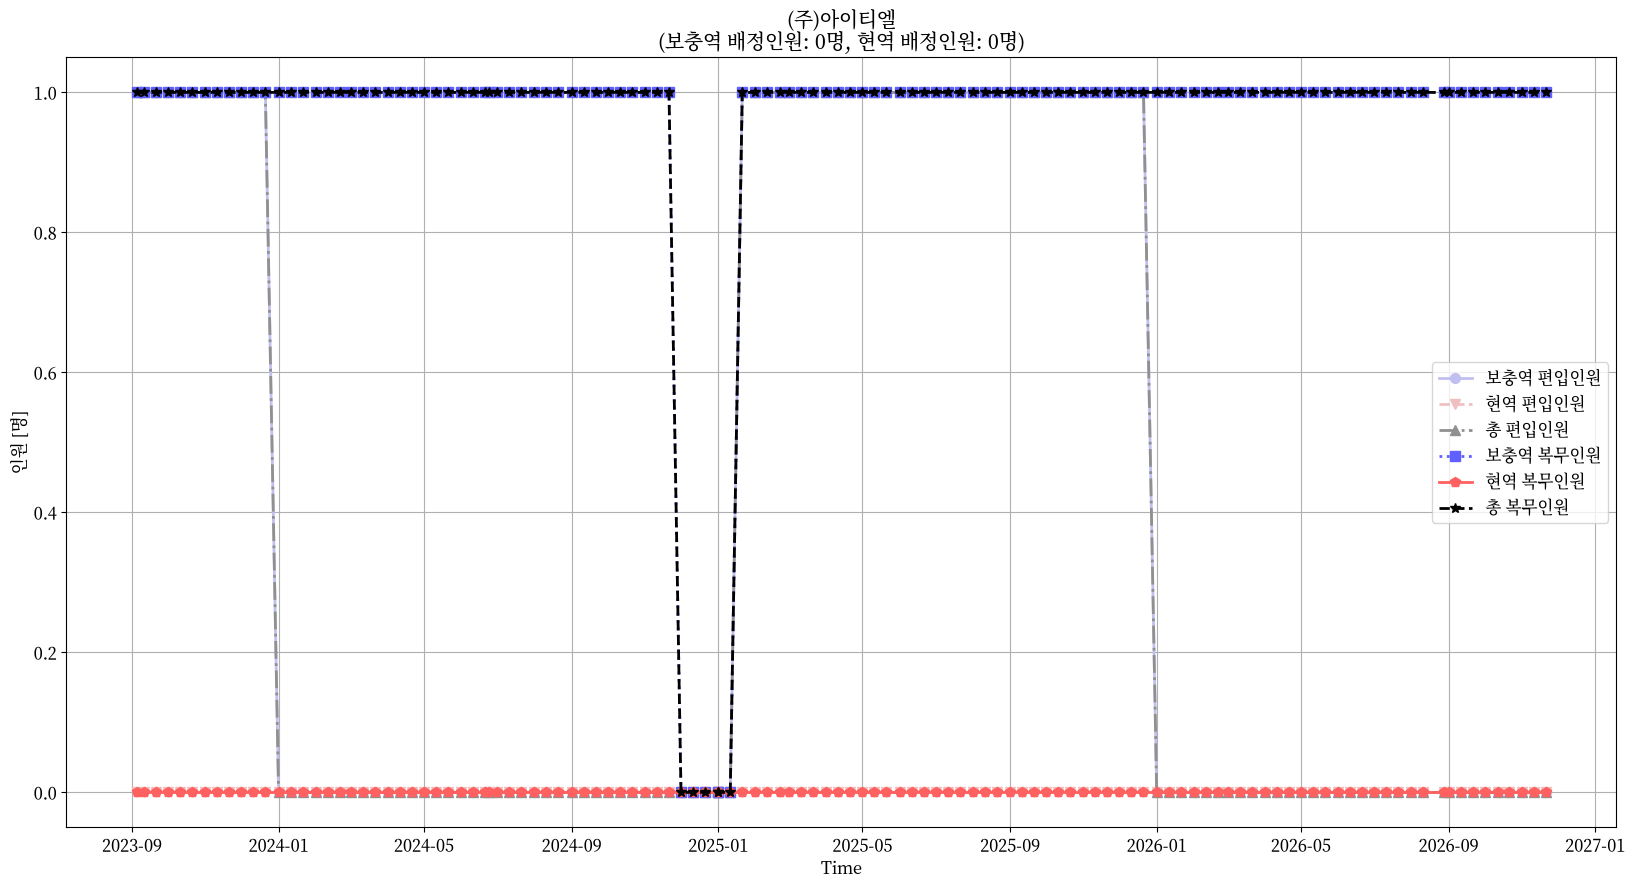 (주)아이티엘
(보충역 배정인원: 0명, 현역 배정인원: 0명)
인원 [명]
1.0
0.8
0.6
0.4
0.2
0.0
보충역 편입인원
현역 편입인원
총 편입인원
보충역 복무인원
현역 복무인원
총 복무인원
2023-09
2024-01
2024-05
2024-09
2025-01
2025-05
2025-09
2026-01
2026-05
2026-09
2027-01
Time